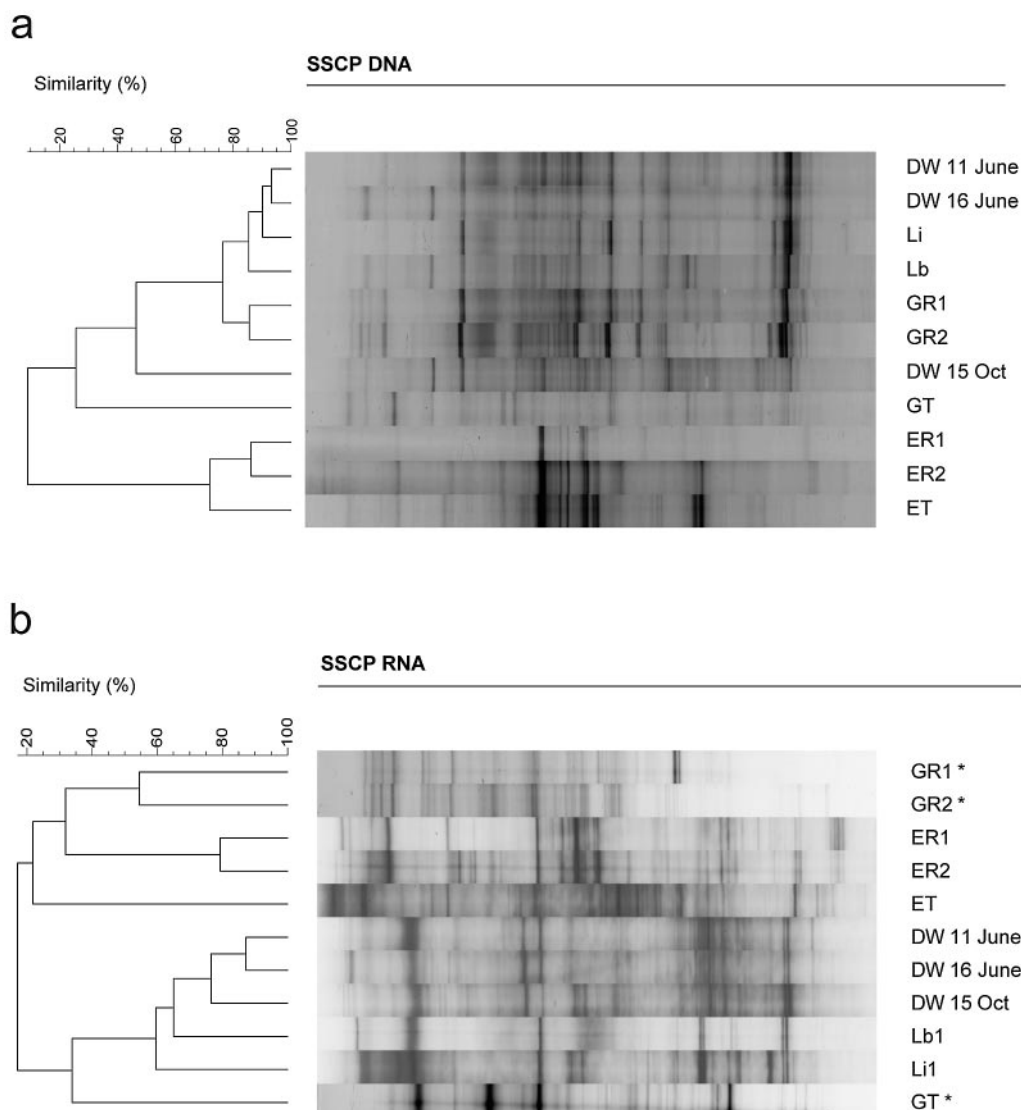 a
SSCP DNA
Similarity (%)
20 40 60 80 100
DW 11 June
DW 16 June
Li
Lb
GR1
GR2
DW 15 Oct
GT
ER1
ER2
ET
b
SSCP RNA
Similarity (%)
20 40 60 80 100
GR1 *
GR2 *
ER1
ER2
ET
DW 11 June
DW 16 June
DW 15 Oct
Lb1
Li1
GT *